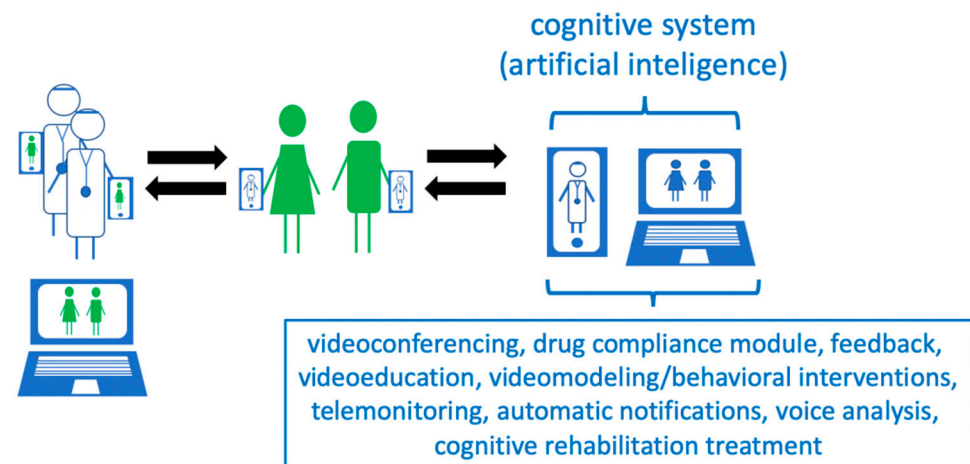 cognitive system
(artificial inteligence)
videoconferencing, drug compliance module, feedback,
videoeducation, videomodeling/behavioral interventions,
telemonitoring, automatic notifications, voice analysis,
cognitive rehabilitation treatment